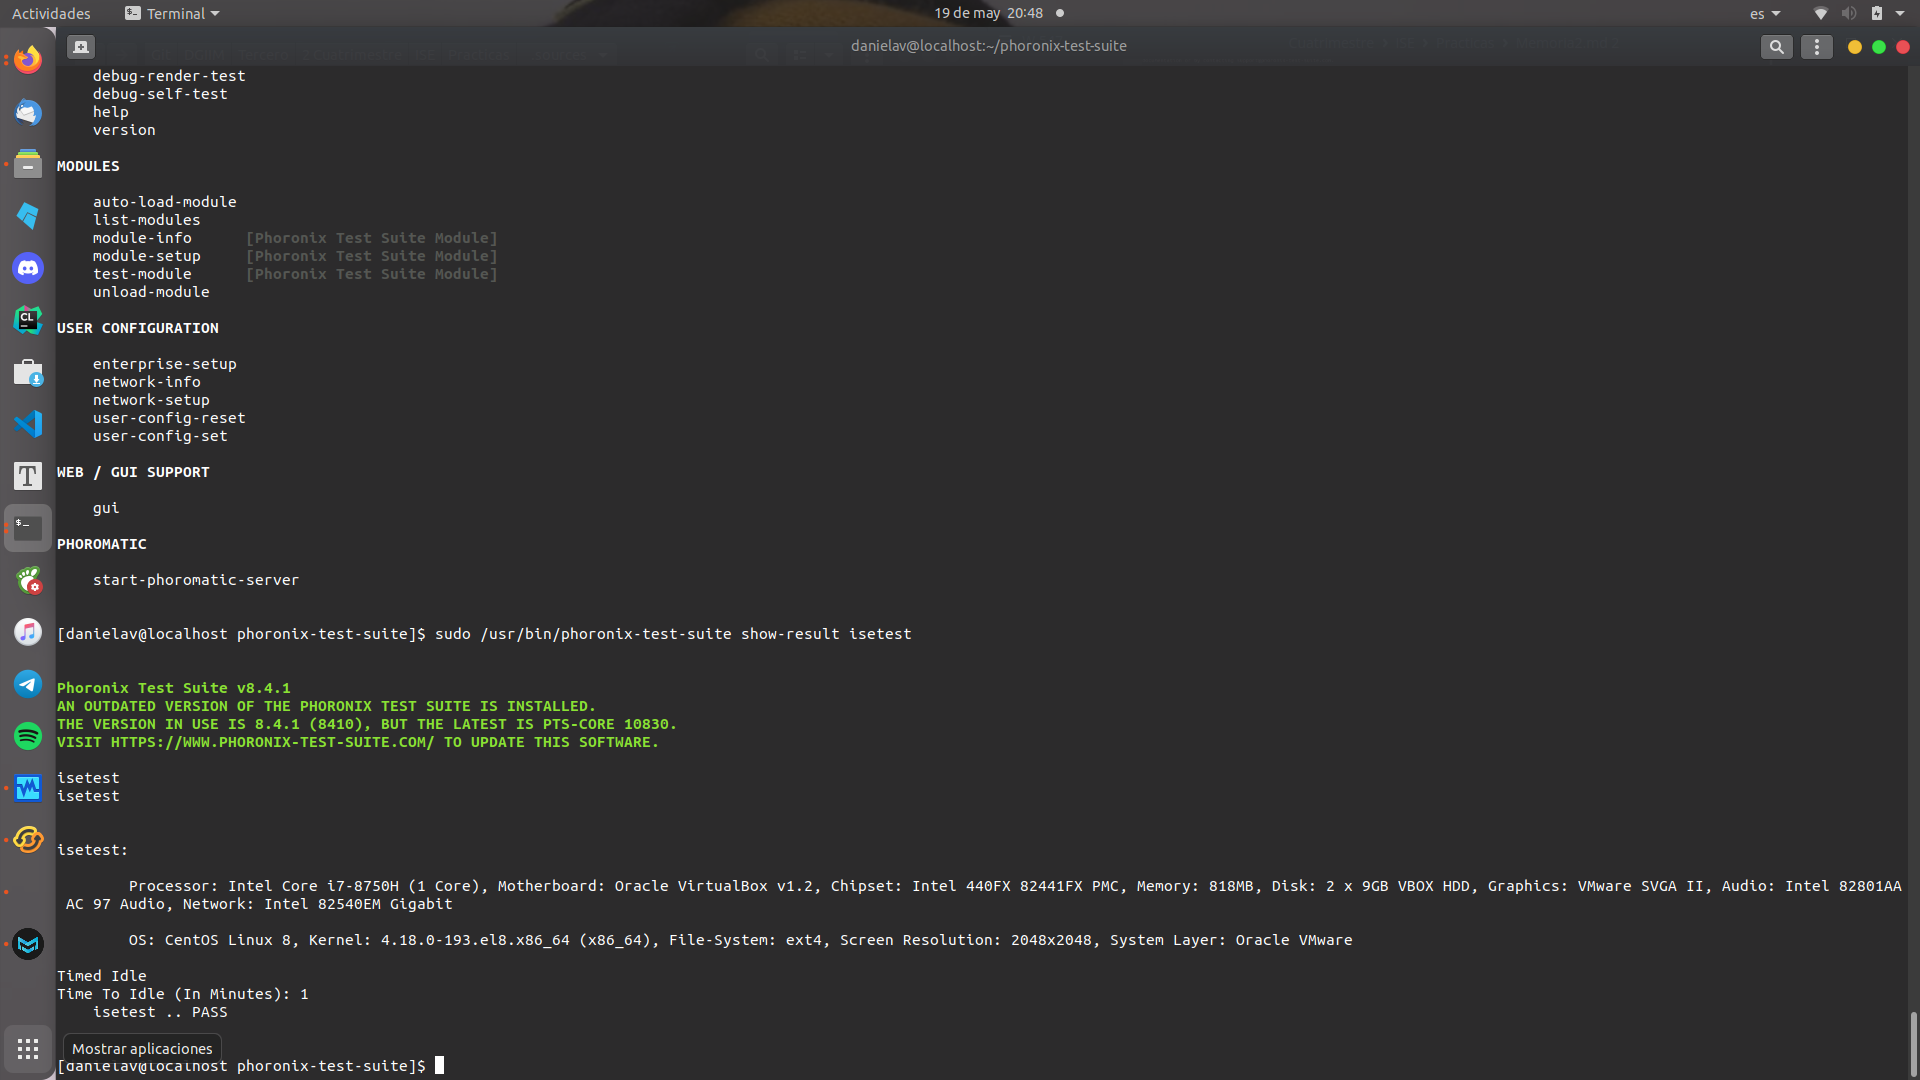 Actividades
Terminal
19 de may 20:48
es
danielav@localhost:~/phoronix-test-suite
debug-render-test
debug-self-test
help
version
MODULES
auto-load-module
list-modules
module-info [Phoronix Test Suite Module]
module-setup [Phoronix Test Suite Module]
test-module [Phoronix Test Suite Module]
unload-module
USER CONFIGURATION
enterprise-setup
network-info
network-setup
user-config-reset
user-config-set
WEB / GUI SUPPORT
gui
PHOROMATIC
start-phoromatic-server
[danielav@localhost phoronix-test-suite]$ sudo /usr/bin/phoronix-test-suite show-result isetest
Phoronix Test Suite v8.4.1
AN OUTDATED VERSION OF THE PHORONIX TEST SUITE IS INSTALLED.
THE VERSION IN USE IS 8.4.1 (8410), BUT THE LATEST IS PTS-CORE 10830.
VISIT HTTPS://WWW.PHORONIX-TEST-SUITE.COM/ TO UPDATE THIS SOFTWARE.
isetest
isetest
isetest:
Processor: Intel Core i7-8750H (1 Core), Motherboard: Oracle VirtualBox v1.2, Chipset: Intel 440FX 82441FX PMC, Memory: 818MB, Disk: 2 x 9GB VBOX HDD, Graphics: VMware SVGA II, Audio: Intel 82801AA
AC 97 Audio, Network: Intel 82540EM Gigabit
OS: CentOS Linux 8, Kernel: 4.18.0-193.el8.x86_64 (x86_64), File-System: ext4, Screen Resolution: 2048x2048, System Layer: Oracle VMware
Timed Idle
Time To Idle (In Minutes): 1
isetest .. PASS
Mostrar aplicaciones
[danielav@localhost phoronix-test-suite]$